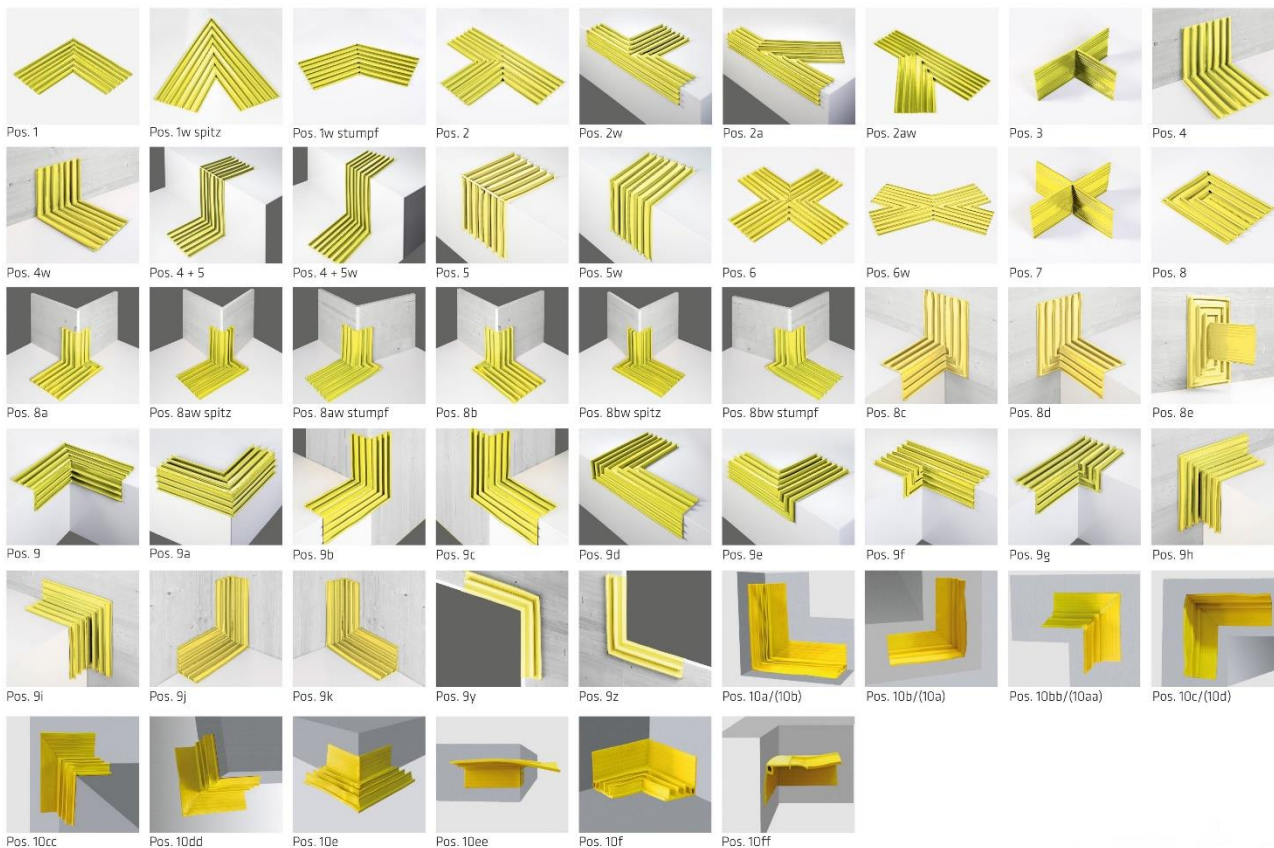 Pos. 1 Pos. 1w spitz Pos. 1w stumpf Pos. 2 Pos. 2w Pos. 2a Pos. 2aw Pos. 3 Pos. 4
Pos. 4w Pos. 4 + 5 Pos. 4 + 5w Pos. 5 Pos. 5w Pos. 6 Pos. 6w Pos. 7 Pos. 8
Pos. 8a Pos. 8aw spitz Pos. 8aw stumpf Pos. 8b Pos. 8bw spitz Pos. 8bw stumpf Pos. 8c Pos. 8d Pos. 8e
Pos. 9 Pos. 9a Pos. 9b Pos. 9c Pos. 9d Pos. 9e Pos. 9f Pos. 9g Pos. 9h
Pos. 9i Pos. 9j Pos. 9k Pos. 9y Pos. 9z Pos. 10a/(10b) Pos. 10b/(10a) Pos. 10bb/(10aa) Pos. 10c/(10d)
Pos. 10cc Pos. 10dd Pos. 10e Pos. 10ee Pos. 10f Pos. 10ff